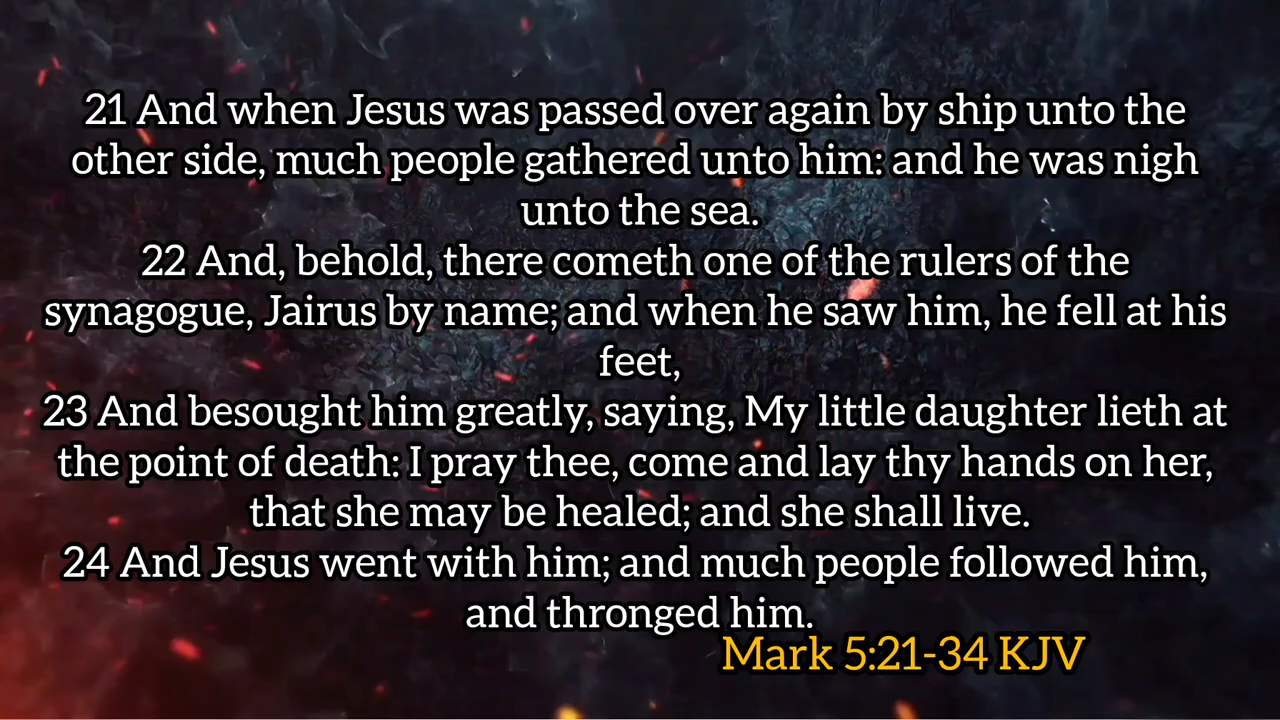 21 And when Jesus was passed over again by ship unto the
other side, much people gathered unto him: and he was nigh
unto the sea.
22 And, behold, there cometh one of the rulers of the
synagogue, Jairus by name; and when he saw him, he fell at his
feet,
23 And besought him greatly, saying, My little daughter lieth at
the point of death: I pray thee, come and lay thy hands on her,
that she may be healed; and she shall live.
24 And Jesus went with him; and much people followed him,
and thronged him.
Mark 5:21-34 KJV